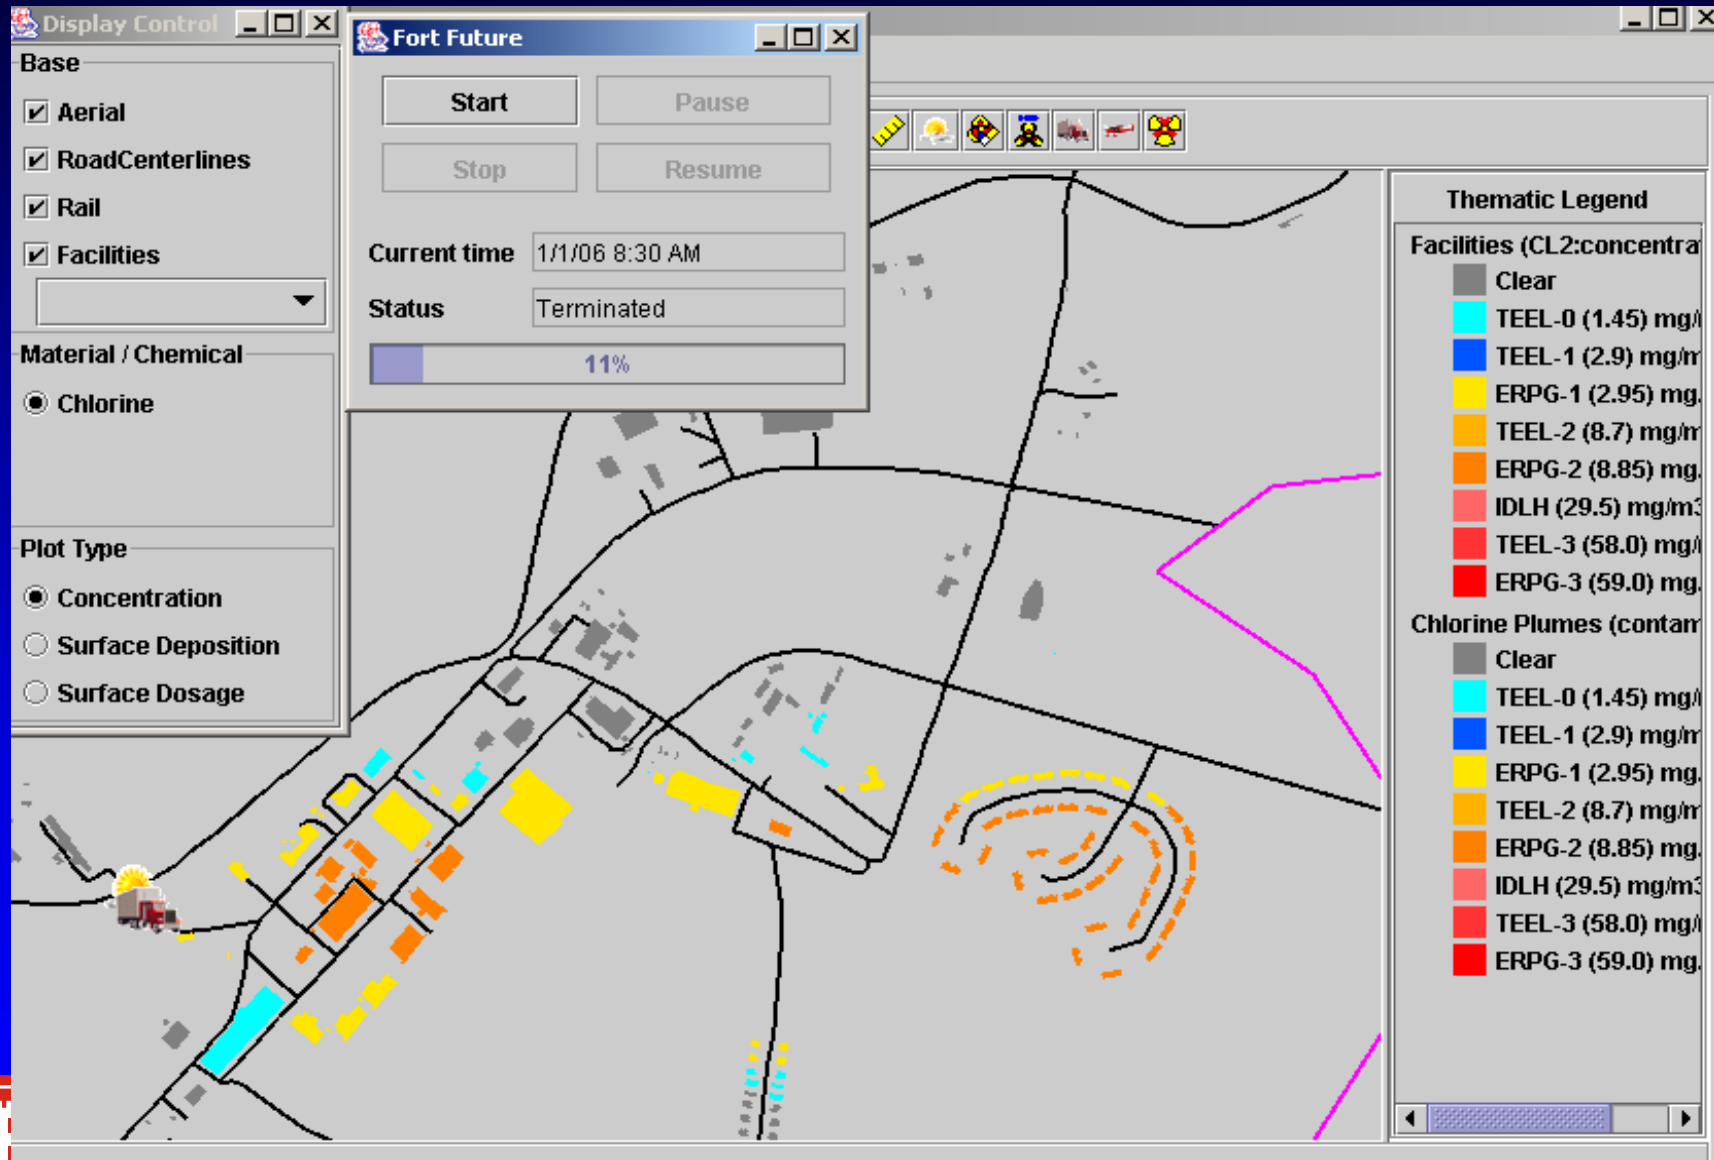 Display Control
Base
Aerial
RoadCenterlines
Rail
Facilities
Material / Chemical
Chlorine
Plot Type
Concentration
Surface Deposition
Surface Dosage
Fort Future
Start
Pause
Stop
Resume
Current time 1/1/06 8:30 AM
Status Terminated
11%
Thematic Legend
Facilities (CL2:concentra
Clear
TEEL-0 (1.45) mg/
TEEL-1 (2.9) mg/m
ERPG-1 (2.95) mg.
TEEL-2 (8.7) mg/m
ERPG-2 (8.85) mg.
IDLH (29.5) mg/m3
TEEL-3 (58.0) mg/
ERPG-3 (59.0) mg.
Chlorine Plumes (contam
Clear
TEEL-0 (1.45) mg/
TEEL-1 (2.9) mg/m
ERPG-1 (2.95) mg.
TEEL-2 (8.7) mg/m
ERPG-2 (8.85) mg.
IDLH (29.5) mg/m3
TEEL-3 (58.0) mg/
ERPG-3 (59.0) mg.